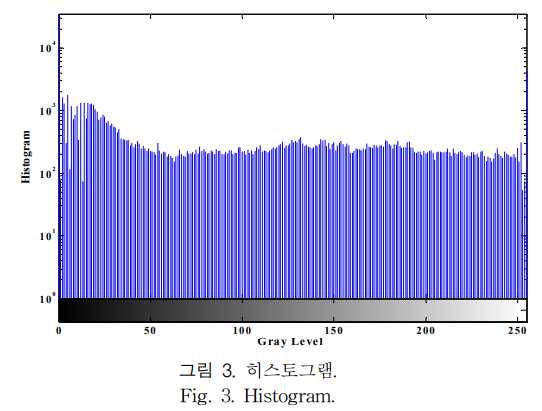 Histogram
10⁴
10³
10²
10¹
10⁰
0 50 100 150 200 250
Gray Level
그림 3. 히스토그램.
Fig. 3. Histogram.